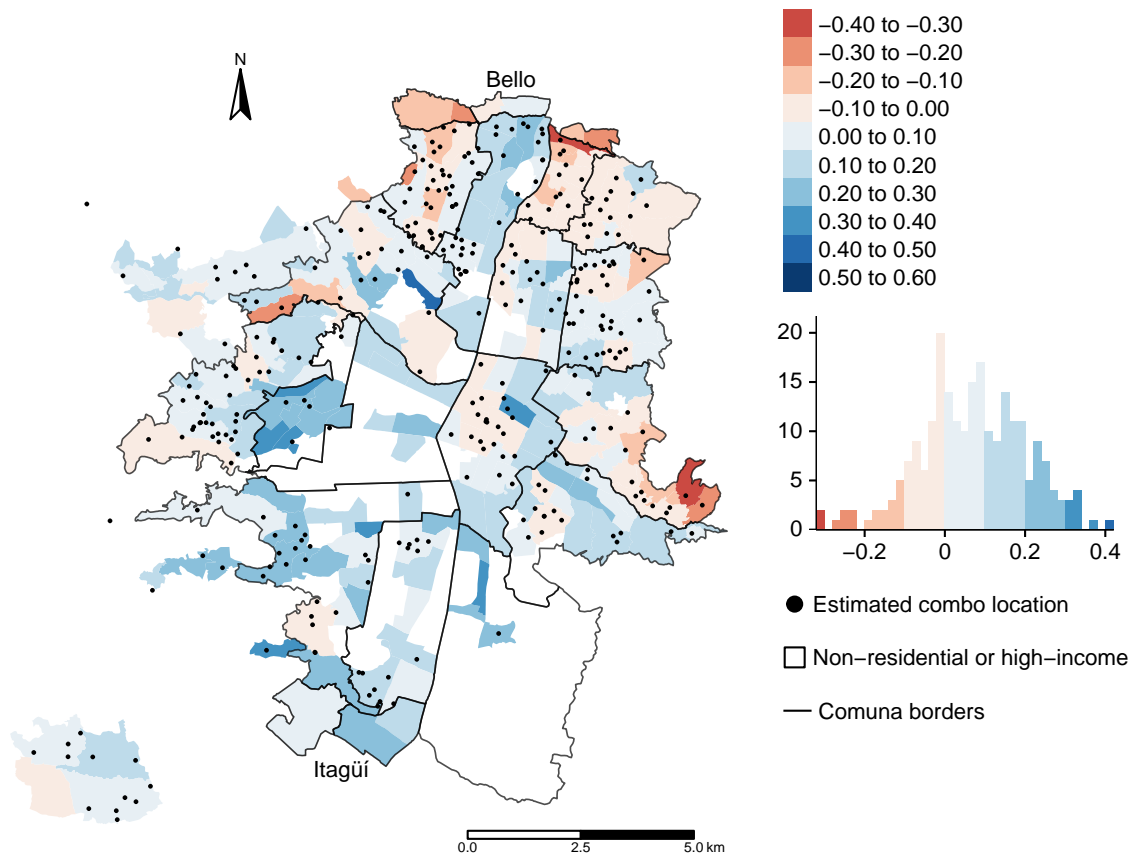 N
Bello
Itagüí
0.0 2.5 5.0 km
−0.40 to −0.30
−0.30 to −0.20
−0.20 to −0.10
−0.10 to 0.00
0.00 to 0.10
0.10 to 0.20
0.20 to 0.30
0.30 to 0.40
0.40 to 0.50
0.50 to 0.60
20
15
10
5
0
−0.2 0 0.2 0.4
Estimated combo location
Non−residential or high−income
Comuna borders